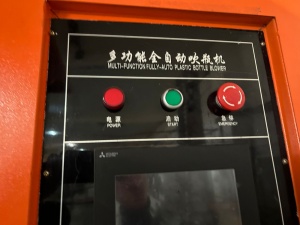 多功能全自动吹瓶机
MULTI-FUNCTION FULLY-AUTO PLASTIC BOTTLE BLOWER
电源
POWER
启动
START
急停
EMERGENCY
MITSUBISHI